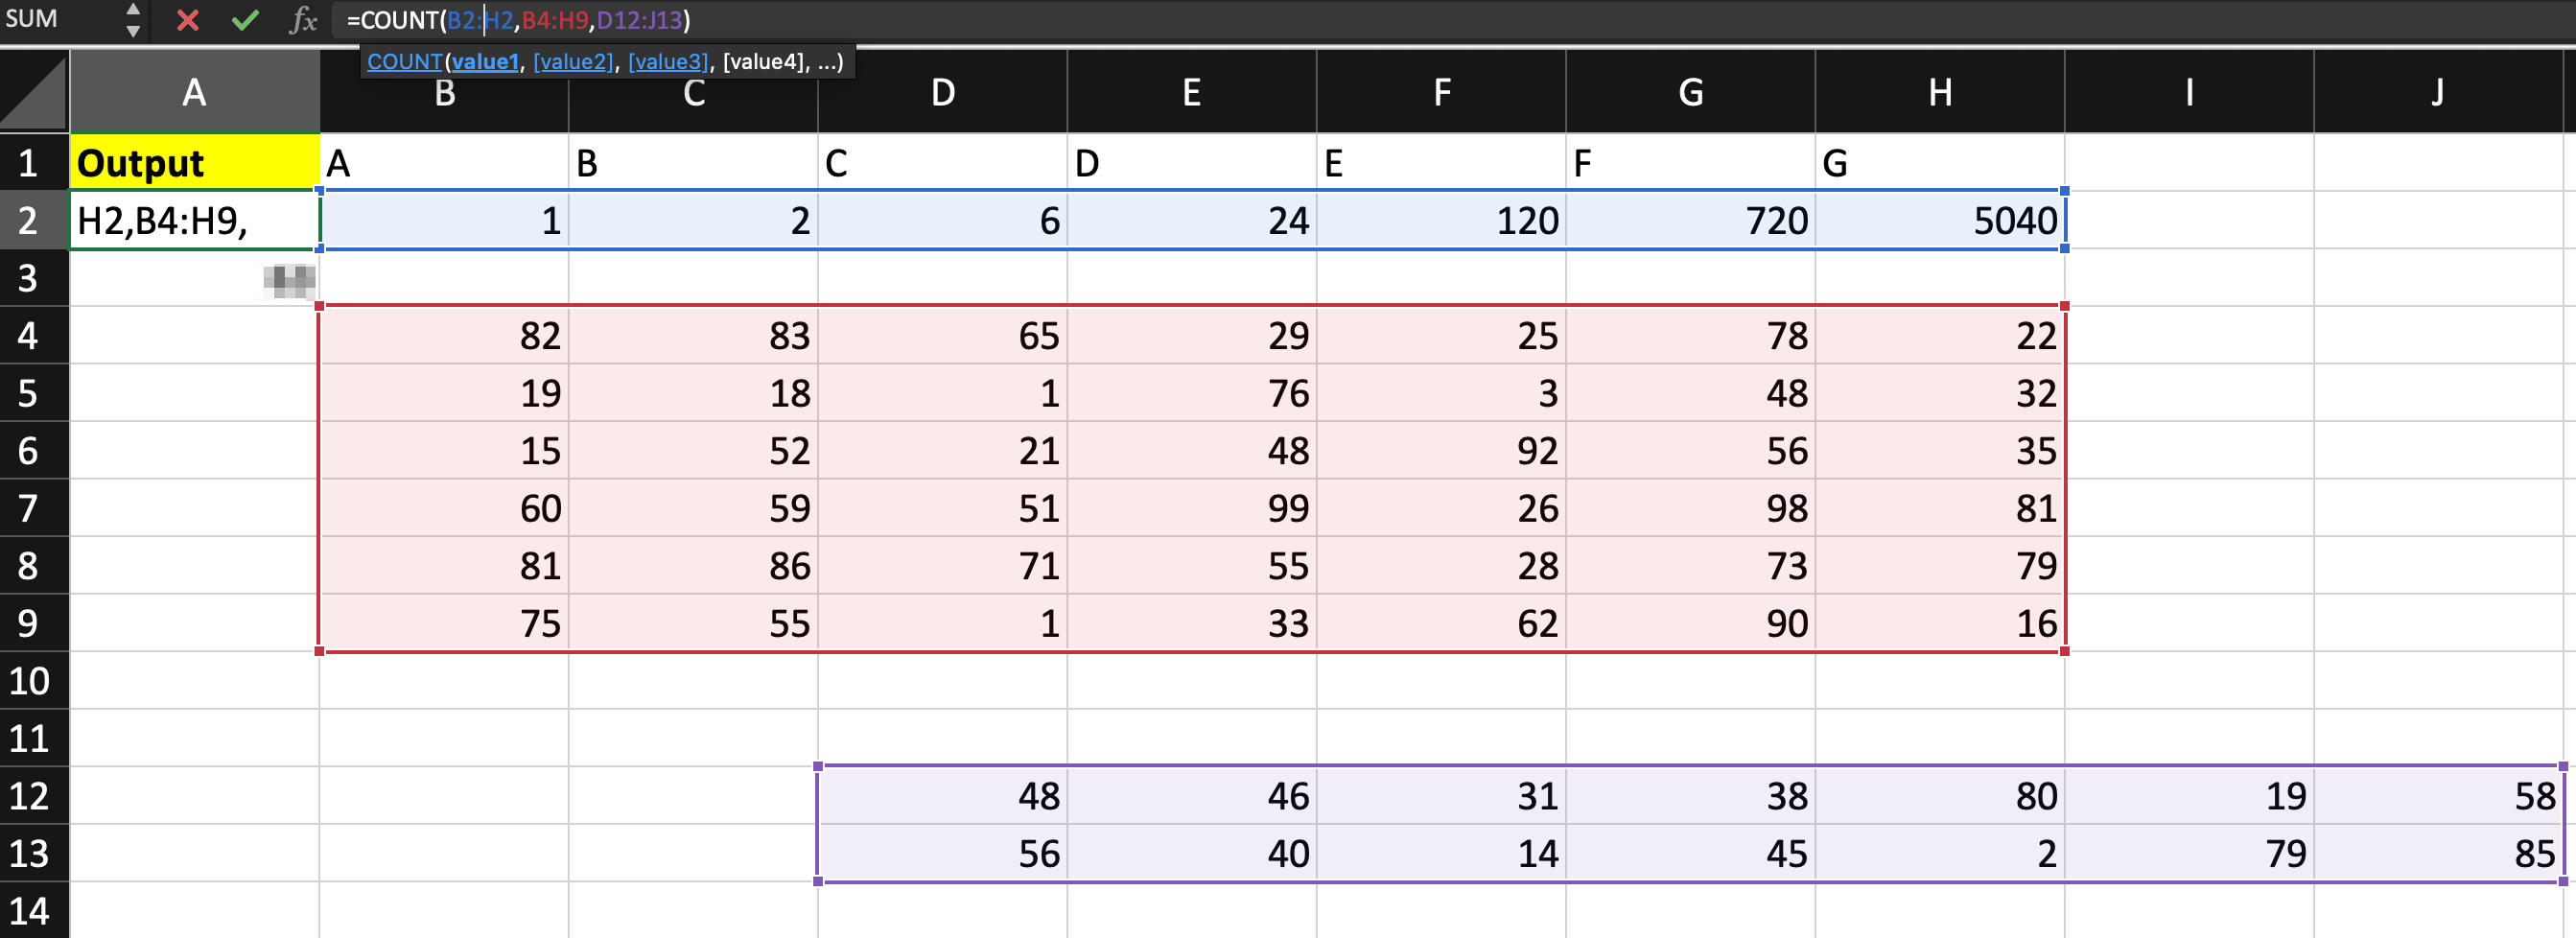 SUM fx =COUNT(B2:H2,B4:H9,D12:J13)
COUNT(value1, [value2], [value3], [value4], ...)
A B C D E F G H I J
1 Output A B C D E F G
2 H2,B4:H9, 1 2 6 24 120 720 5040
3
4 82 83 65 29 25 78 22
5 19 18 1 76 3 48 32
6 15 52 21 48 92 56 35
7 60 59 51 99 26 98 81
8 81 86 71 55 28 73 79
9 75 55 1 33 62 90 16
10
11
12 48 46 31 38 80 19 58
13 56 40 14 45 2 79 85
14